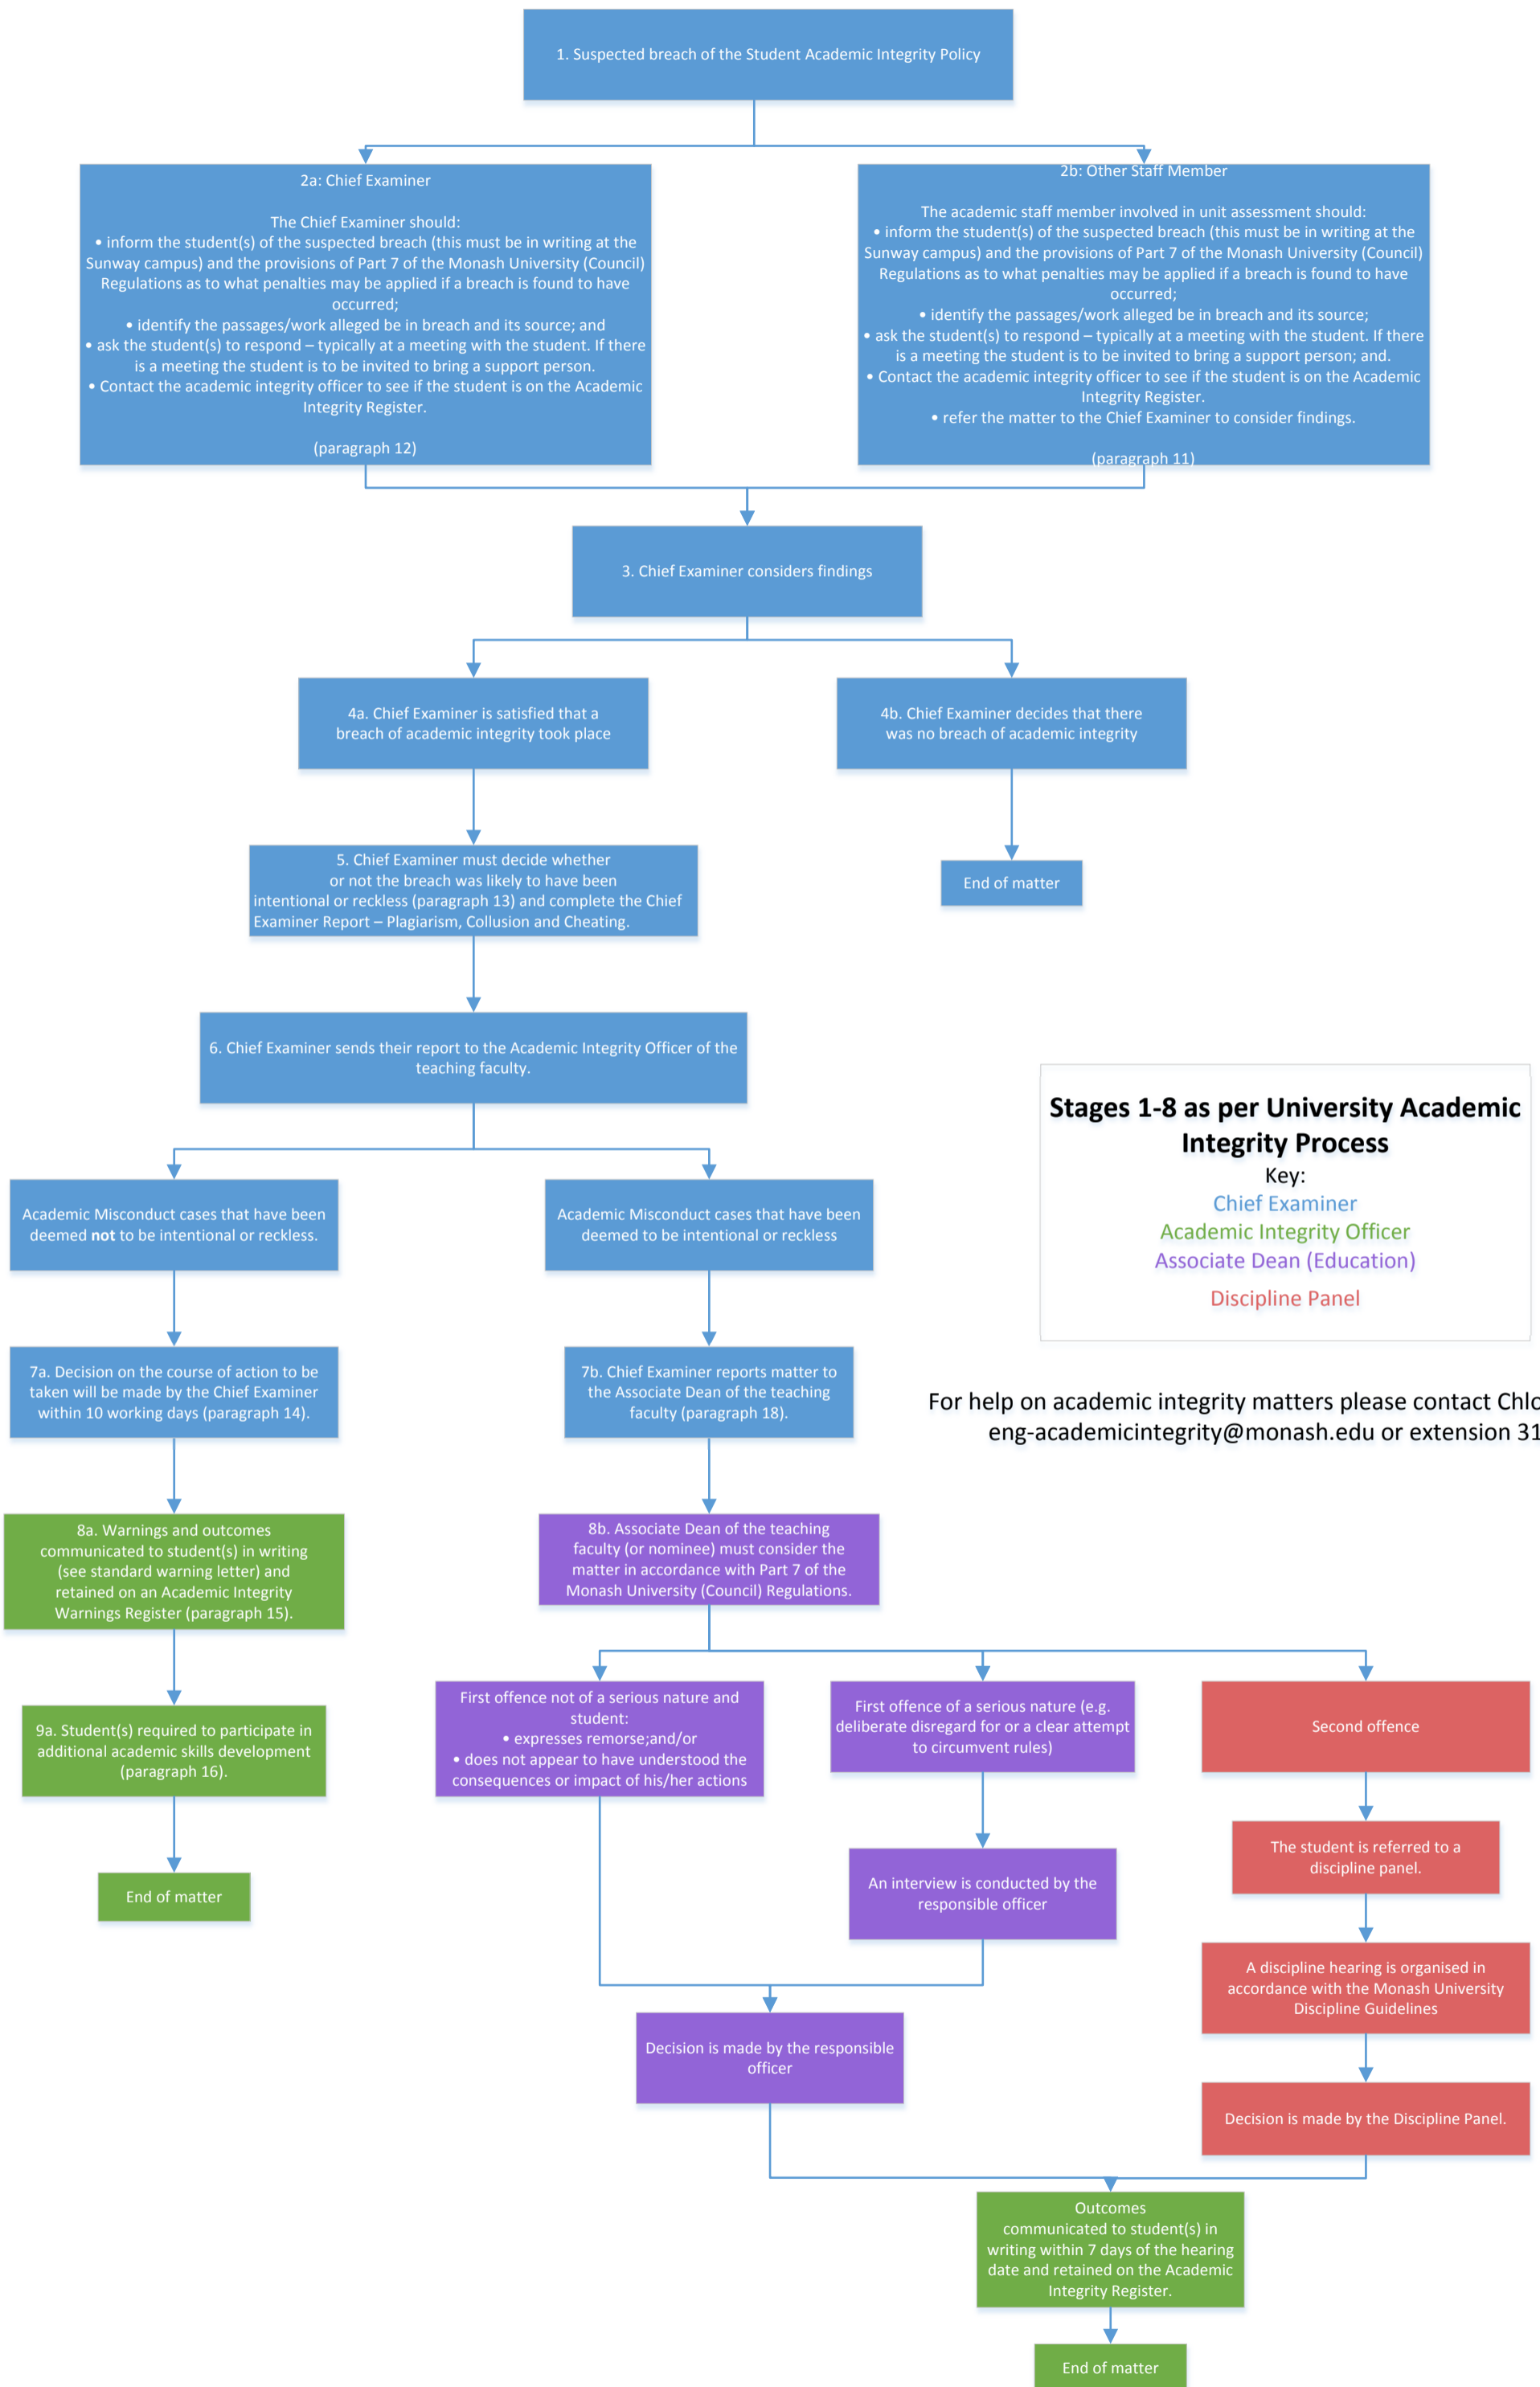 1. Suspected breach of the Student Academic Integrity Policy
2a: Chief Examiner
The Chief Examiner should:
• inform the student(s) of the suspected breach (this must be in writing at the
Sunway campus) and the provisions of Part 7 of the Monash University (Council)
Regulations as to what penalties may be applied if a breach is found to have
occurred;
• identify the passages/work alleged be in breach and its source; and
• ask the student(s) to respond – typically at a meeting with the student. If there
is a meeting the student is to be invited to bring a support person.
• Contact the academic integrity officer to see if the student is on the Academic
Integrity Register.
(paragraph 12)
2b: Other Staff Member
The academic staff member involved in unit assessment should:
• inform the student(s) of the suspected breach (this must be in writing at the
Sunway campus) and the provisions of Part 7 of the Monash University (Council)
Regulations as to what penalties may be applied if a breach is found to have
occurred;
• identify the passages/work alleged be in breach and its source;
• ask the student(s) to respond – typically at a meeting with the student. If there
is a meeting the student is to be invited to bring a support person; and.
• Contact the academic integrity officer to see if the student is on the Academic
Integrity Register.
• refer the matter to the Chief Examiner to consider findings.
(paragraph 11)
3. Chief Examiner considers findings
4a. Chief Examiner is satisfied that a
breach of academic integrity took place
4b. Chief Examiner decides that there
was no breach of academic integrity
5. Chief Examiner must decide whether
or not the breach was likely to have been
intentional or reckless (paragraph 13) and complete the Chief
Examiner Report – Plagiarism, Collusion and Cheating.
End of matter
6. Chief Examiner sends their report to the Academic Integrity Officer of the
teaching faculty.
Stages 1-8 as per University Academic
Integrity Process
Key:
Chief Examiner
Academic Integrity Officer
Associate Dean (Education)
Discipline Panel
Academic Misconduct cases that have been
deemed not to be intentional or reckless.
Academic Misconduct cases that have been
deemed to be intentional or reckless
7a. Decision on the course of action to be
taken will be made by the Chief Examiner
within 10 working days (paragraph 14).
7b. Chief Examiner reports matter to
the Associate Dean of the teaching
faculty (paragraph 18).
For help on academic integrity matters please contact
eng-academicintegrity@monash.edu or extension
8a. Warnings and outcomes
communicated to student(s) in writing
(see standard warning letter) and
retained on an Academic Integrity
Warnings Register (paragraph 15).
8b. Associate Dean of the teaching
faculty (or nominee) must consider the
matter in accordance with Part 7 of the
Monash University (Council) Regulations.
9a. Student(s) required to participate in
additional academic skills development
(paragraph 16).
First offence not of a serious nature and
student:
• expresses remorse;and/or
• does not appear to have understood the
consequences or impact of his/her actions
First offence of a serious nature (e.g.
deliberate disregard for or a clear attempt
to circumvent rules)
Second offence
The student is referred to a
discipline panel.
End of matter
An interview is conducted by the
responsible officer
A discipline hearing is organised in
accordance with the Monash University
Discipline Guidelines
Decision is made by the responsible
officer
Decision is made by the Discipline Panel.
Outcomes
communicated to student(s) in
writing within 7 days of the hearing
date and retained on the Academic
Integrity Register.
End of matter